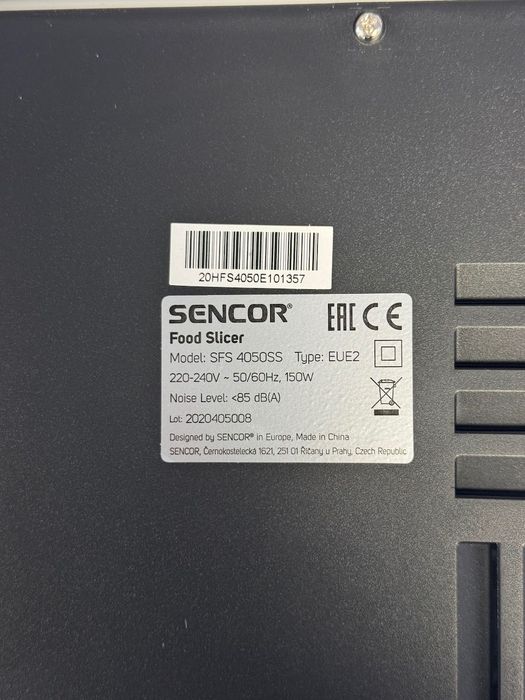 20HFS4050E101357
SENCOR® EAC CE
Food Slicer
Model: SFS 4050SS Type: EUE2
220-240V ~ 50/60Hz, 150W
Noise Level: <85 dB(A)
Lot: 2020405008
Designed by SENCOR® in Europe, Made in China
SENCOR, Černokostelecká 1621, 251 01 Říčany u Prahy, Czech Republic